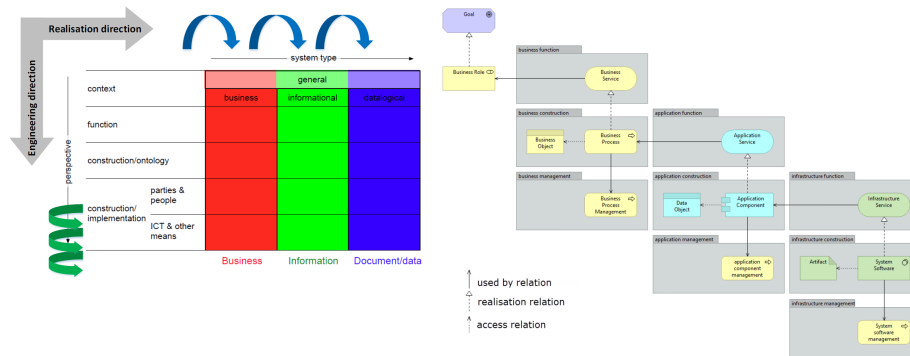 Realisation direction
Engineering direction
system type
perspective
context
general
business
informational
datalogical
function
construction/ontology
construction/
implementation
parties &
people
ICT & other
means
Business
Information
Document/data
Goal
Business Role
business function
Business
Service
business construction
Business
Object
Business
Process
application function
Application
Service
business management
Business
Process
Management
application construction
Data
Object
Application
Component
infrastructure function
Infrastructure
Service
application management
application
component
management
infrastructure construction
Artifact
System
Software
infrastructure management
System
software
management
used by relation
realisation relation
access relation